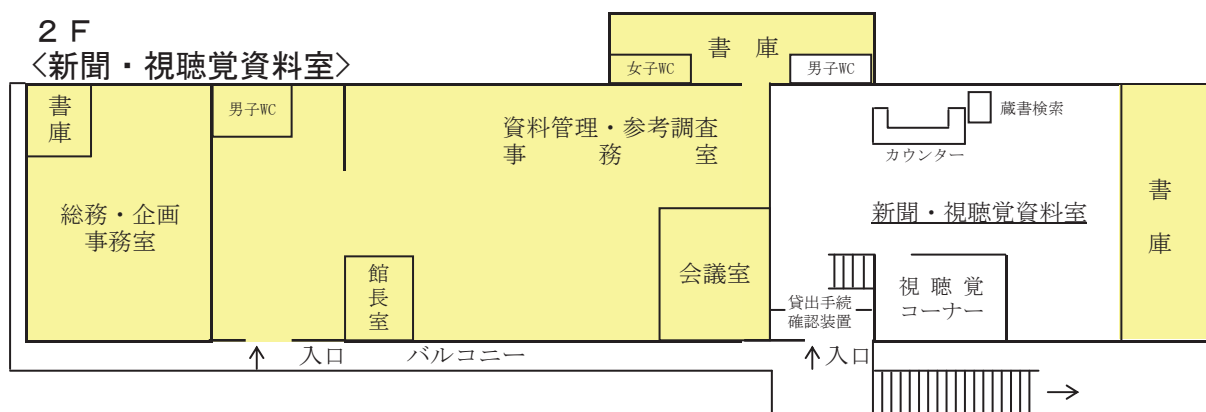 2 F
<新聞・視聴覚資料室>
書 庫
女子WC
男子WC
書
庫
男子WC
資料管理・参考調査
事 務 室
蔵書検索
カウンター
総務・企画
事務室
新聞・視聴覚資料室
書
庫
館
長
室
会議室
視 聴 覚
コーナー
貸出手続
確認装置
入口
バルコニー
入口